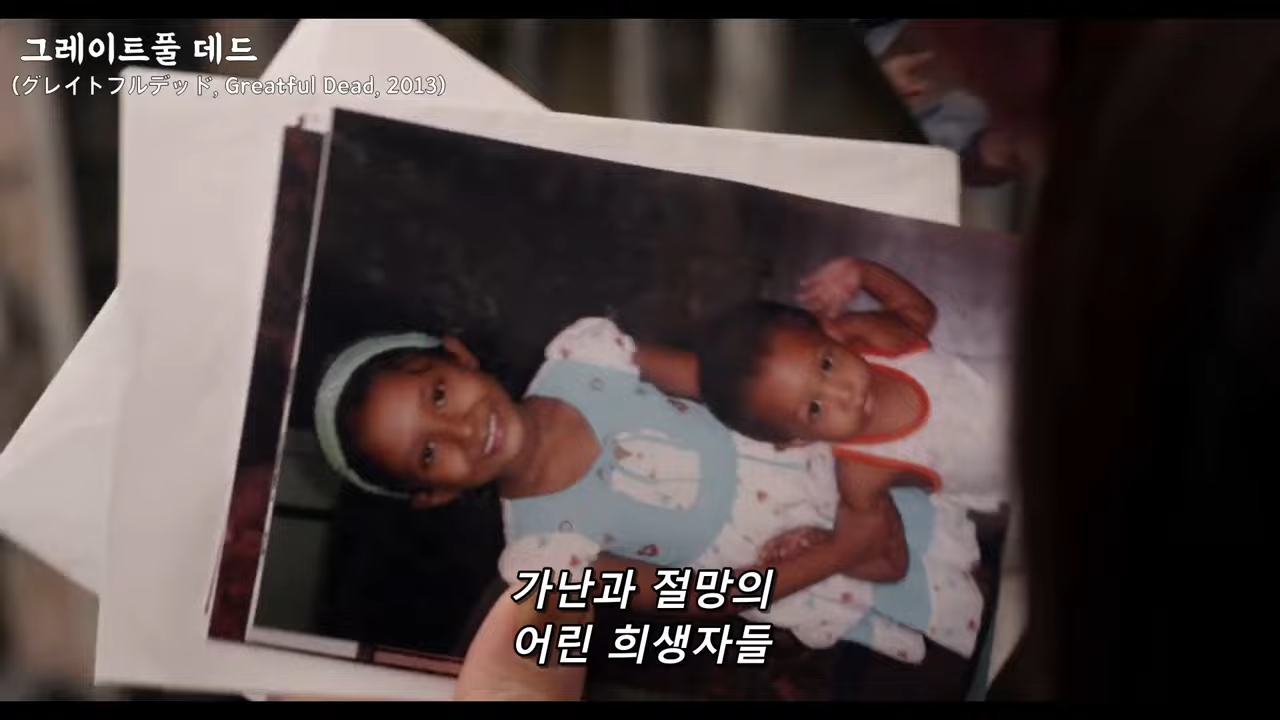 그레이트풀 데드
(グレイトフルデッド, Greatful Dead, 2013)
가난과 절망의
어린 희생자들